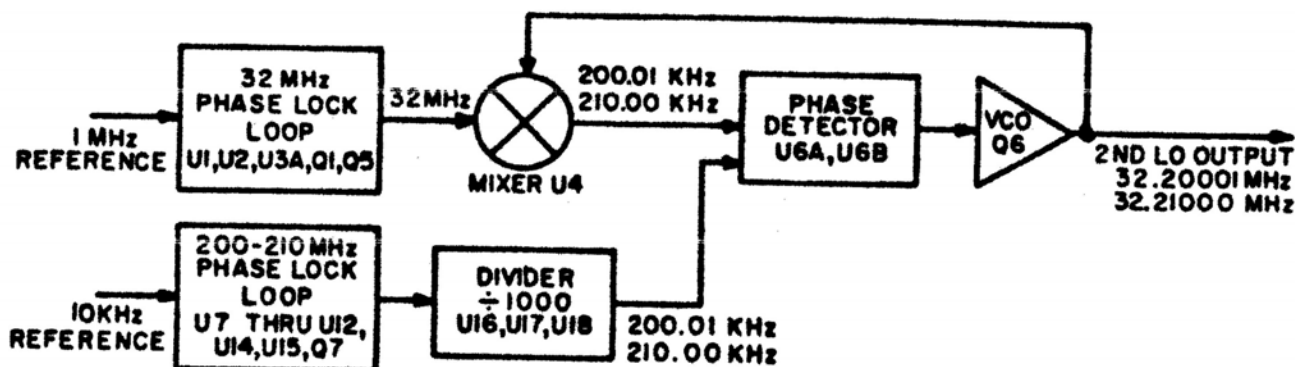 32 MHz
PHASE LOCK
LOOP
U1,U2,U3A,Q1,Q5
1 MHz
REFERENCE
32MHz
MIXER U4
200.01 KHz
210.00 KHz
PHASE
DETECTOR
U6A,U6B
VCO
Q6
2ND LO OUTPUT
32.20001 MHz
32.21000 MHz
200-210 MHz
PHASE LOCK
LOOP
U7 THRU U12,
U14,U15,Q7
10KHz
REFERENCE
DIVIDER
÷1000
U16,U17,U18
200.01 KHz
210.00 KHz